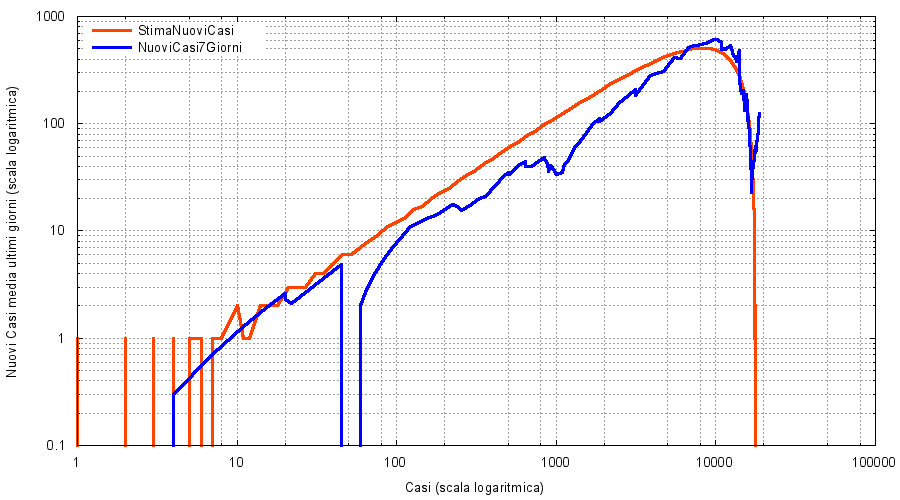 1000
StimaNuoviCasi
NuoviCasi7Giorni
100
10
1
0.1
Nuovi Casi media ultimi giorni (scala logaritmica)
1 10 100 1000 10000 100000
Casi (scala logaritmica)